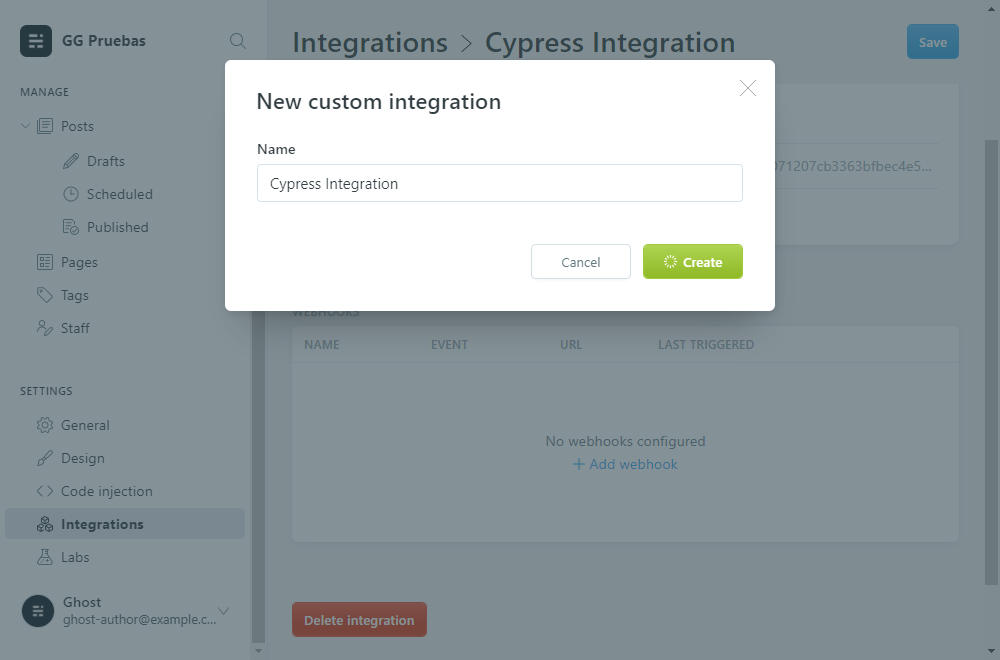 GG Pruebas
MANAGE
Posts
Drafts
Scheduled
Published
Pages
Tags
Staff
SETTINGS
General
Design
Code injection
Integrations
Labs
Ghost
ghost-author@example.c...
Integrations > Cypress Integration
Save
New custom integration
Name
Cypress Integration
Cancel
Create
071207cb3363bfbec4e5...
WEBHOOKS
NAME EVENT URL LAST TRIGGERED
No webhooks configured
+ Add webhook
Delete integration